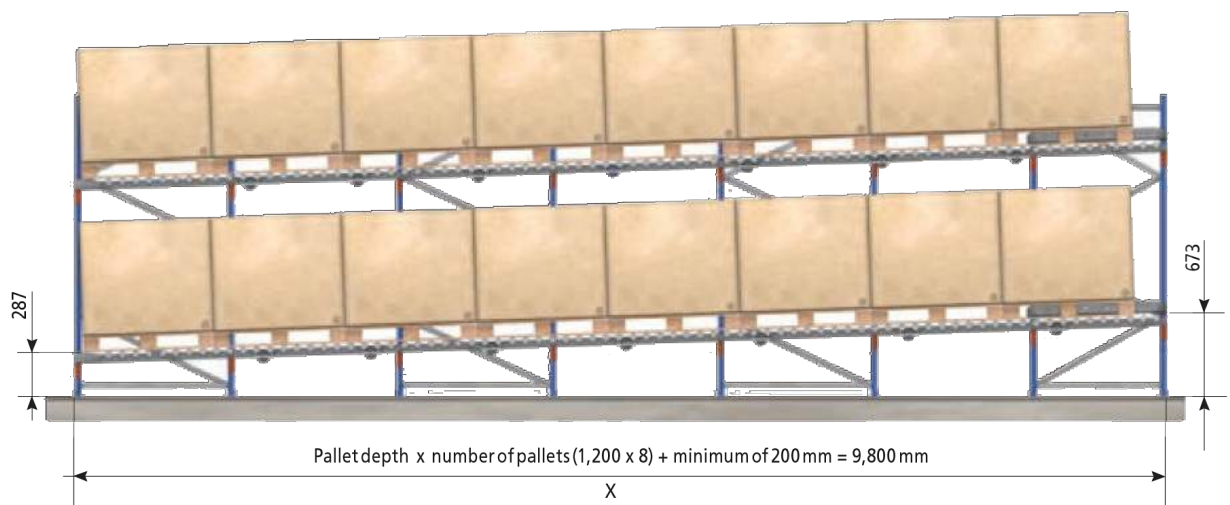 287
673
Pallet depth x number of pallets (1,200 x 8) + minimum of 200 mm = 9,800 mm
X